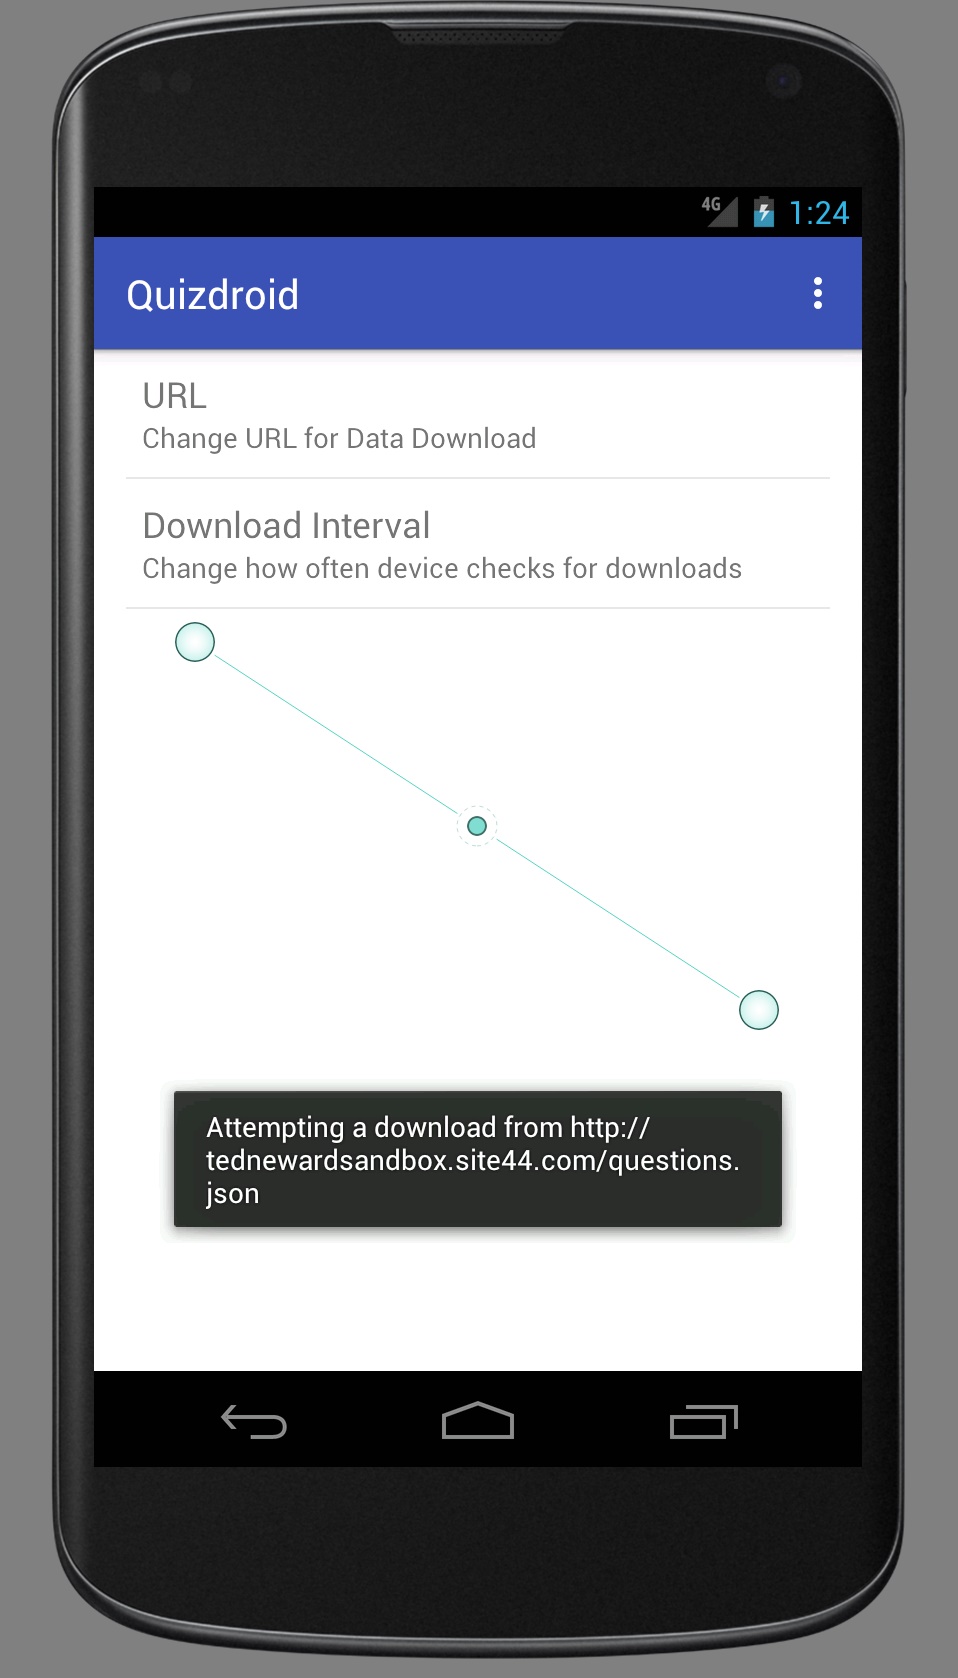 4G 1:24
Quizdroid
URL
Change URL for Data Download
Download Interval
Change how often device checks for downloads
Attempting a download from http://
tednewardsandbox.site44.com/questions.
json